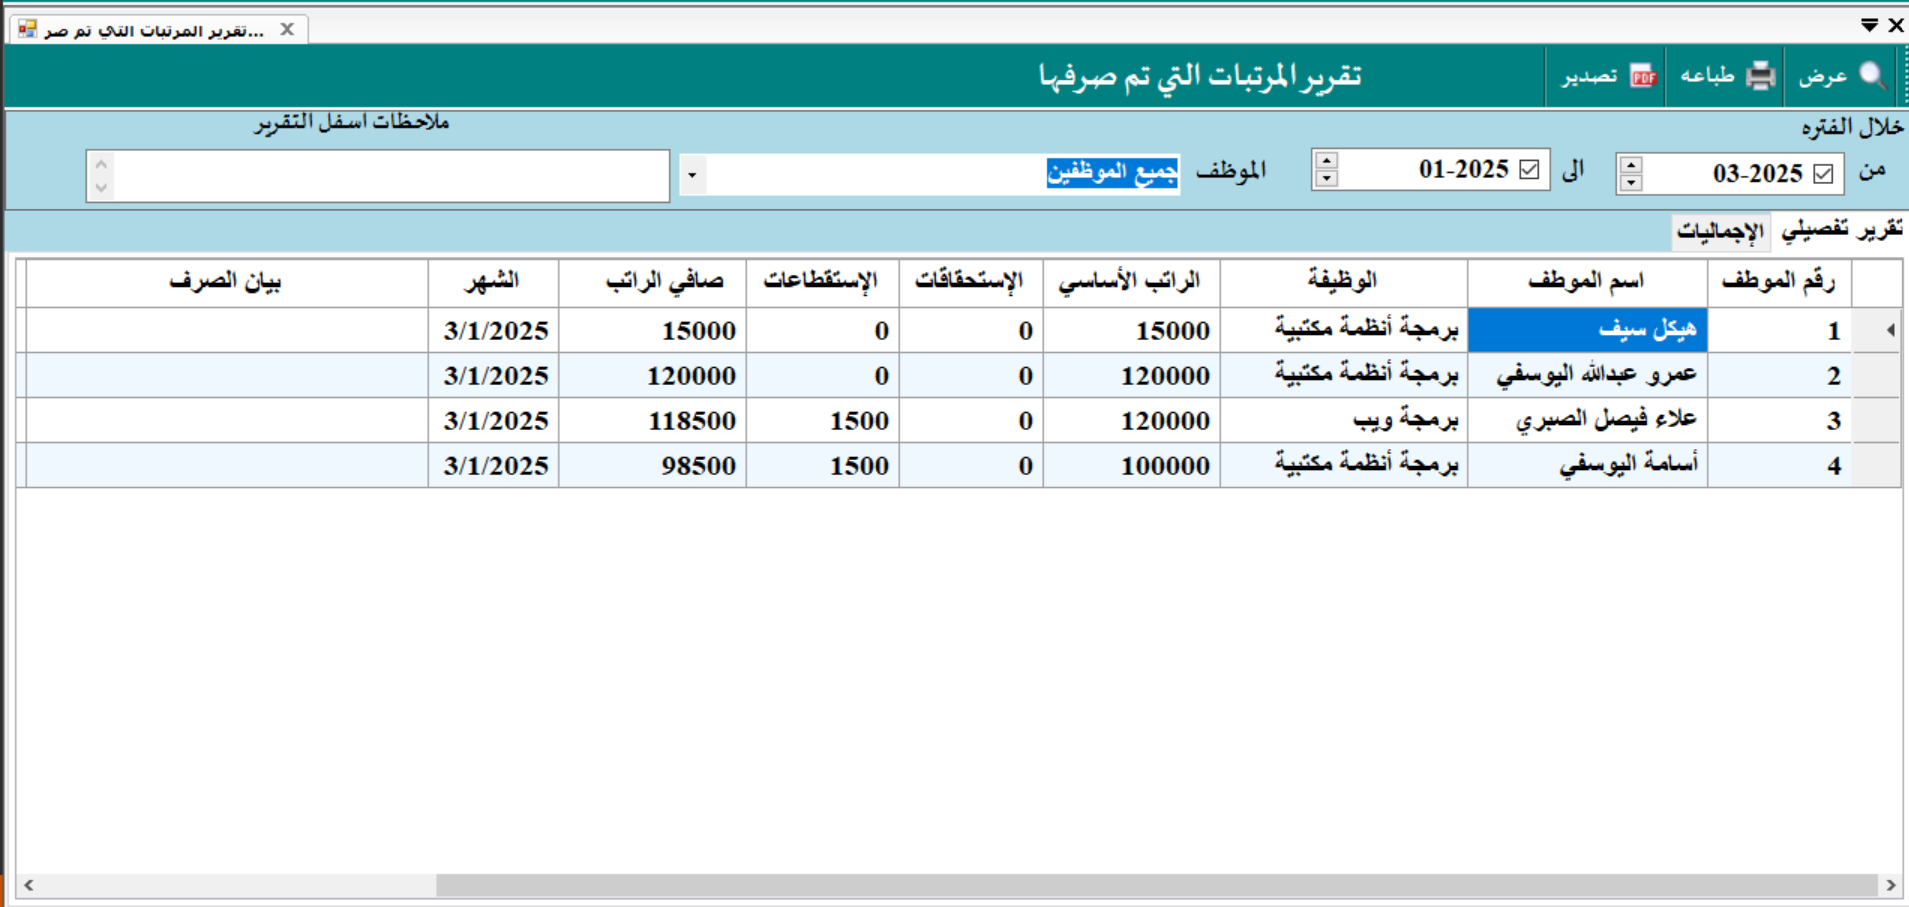 تقرير المرتبات التي تم صر...
عرض طباعه تصدير تقرير المرتبات التي تم صرفها
خلال الفتره ملاحظات اسفل التقرير
من 03-2025 الى 01-2025 الموظف جميع الموظفين
تقرير تفصيلي الإجماليات
رقم الموظف اسم الموظف الوظيفة الراتب الأساسي الإستحقاقات الإستقطاعات صافي الراتب الشهر بيان الصرف
1 هيكل سيف برمجة أنظمة مكتبية 15000 0 0 15000 3/1/2025
2 عمرو عبدالله اليوسفي برمجة أنظمة مكتبية 120000 0 0 120000 3/1/2025
3 علاء فيصل الصبري برمجة ويب 120000 0 1500 118500 3/1/2025
4 أسامة اليوسفي برمجة أنظمة مكتبية 100000 0 1500 98500 3/1/2025